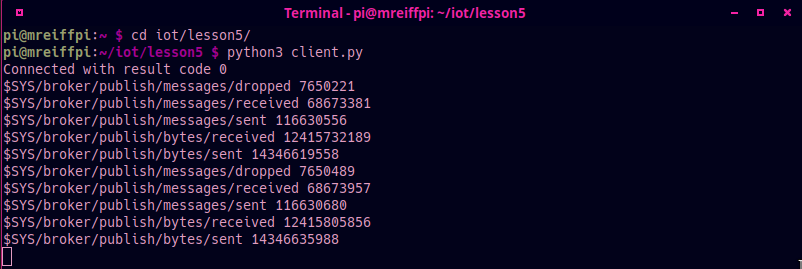 Terminal - pi@mreiffpi: ~/iot/lesson5
pi@mreiffpi:~ $ cd iot/lesson5/
pi@mreiffpi:~/iot/lesson5 $ python3 client.py
Connected with result code 0
$SYS/broker/publish/messages/dropped 7650221
$SYS/broker/publish/messages/received 68673381
$SYS/broker/publish/messages/sent 116630556
$SYS/broker/publish/bytes/received 12415732189
$SYS/broker/publish/bytes/sent 14346619558
$SYS/broker/publish/messages/dropped 7650489
$SYS/broker/publish/messages/received 68673957
$SYS/broker/publish/messages/sent 116630680
$SYS/broker/publish/bytes/received 12415805856
$SYS/broker/publish/bytes/sent 14346635988